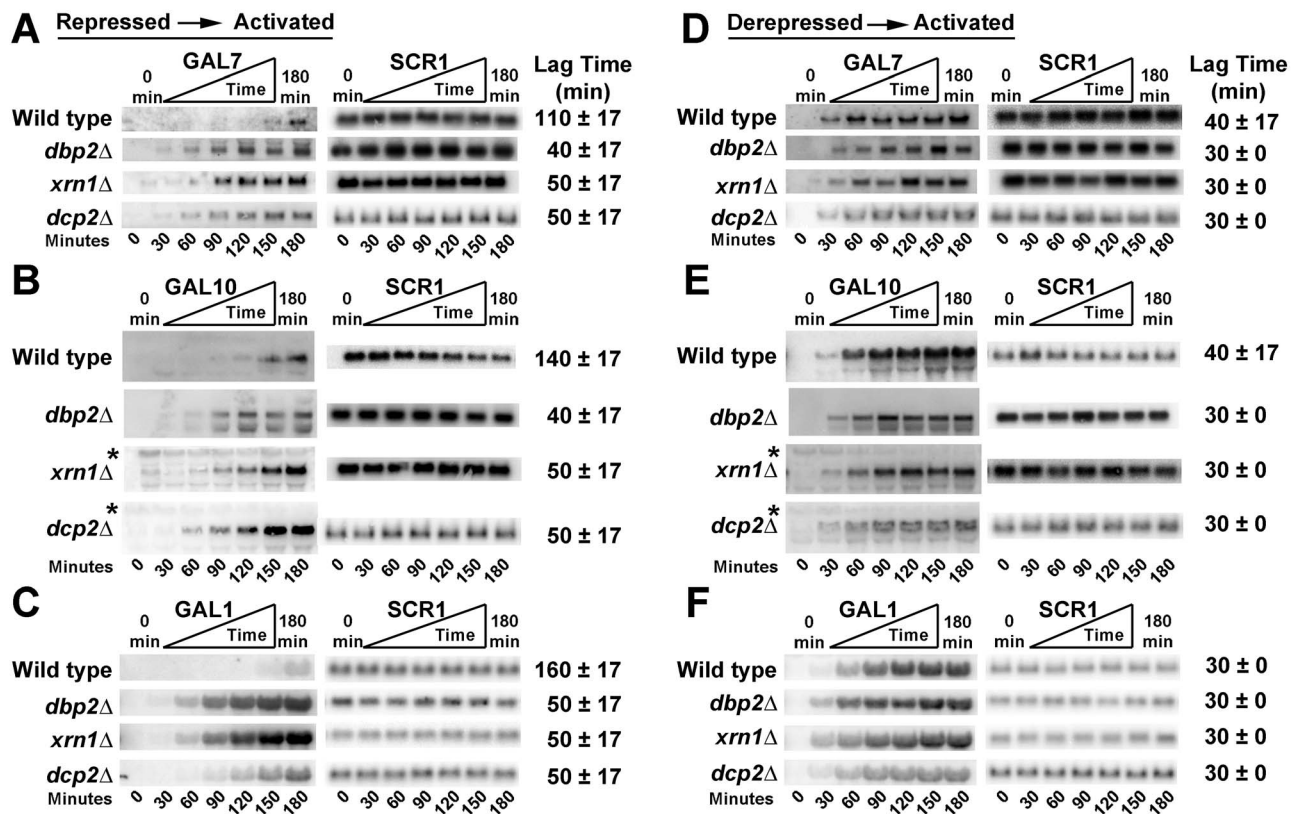 A Repressed → Activated
GAL7 SCR1 Lag Time (min)
0 min Time 180 min 0 min Time 180 min
Wild type 110 ± 17
dbp2Δ 40 ± 17
xrn1Δ 50 ± 17
dcp2Δ 50 ± 17
Minutes 0 30 60 90 120 150 180 0 30 60 90 120 150 180
B
GAL10 SCR1
0 min Time 180 min 0 min Time 180 min
Wild type 140 ± 17
dbp2Δ 40 ± 17
* xrn1Δ 50 ± 17
* dcp2Δ 50 ± 17
Minutes 0 30 60 90 120 150 180 0 30 60 90 120 150 180
C
GAL1 SCR1
0 min Time 180 min 0 min Time 180 min
Wild type 160 ± 17
dbp2Δ 50 ± 17
xrn1Δ 50 ± 17
dcp2Δ 50 ± 17
Minutes 0 30 60 90 120 150 180 0 30 60 90 120 150 180
D Derepressed → Activated
GAL7 SCR1 Lag Time (min)
0 min Time 180 min 0 min Time 180 min
Wild type 40 ± 17
dbp2Δ 30 ± 0
xrn1Δ 30 ± 0
dcp2Δ 30 ± 0
Minutes 0 30 60 90 120 150 180 0 30 60 90 120 150 180
E
GAL10 SCR1
0 min Time 180 min 0 min Time 180 min
Wild type 40 ± 17
dbp2Δ 30 ± 0
* xrn1Δ 30 ± 0
* dcp2Δ 30 ± 0
Minutes 0 30 60 90 120 150 180 0 30 60 90 120 150 180
F
GAL1 SCR1
0 min Time 180 min 0 min Time 180 min
Wild type 30 ± 0
dbp2Δ 30 ± 0
xrn1Δ 30 ± 0
dcp2Δ 30 ± 0
Minutes 0 30 60 90 120 150 180 0 30 60 90 120 150 180